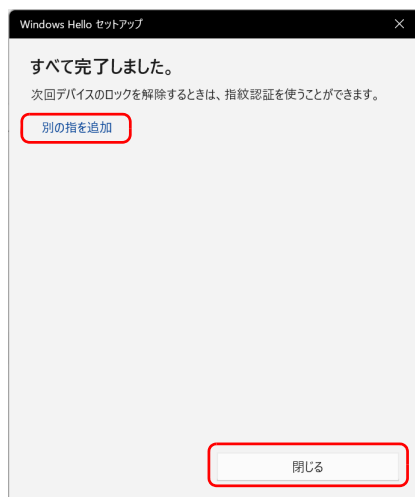 Windows Hello セットアップ
すべて完了しました。
次回デバイスのロックを解除するときは、指紋認証を使うことができます。
別の指を追加
閉じる